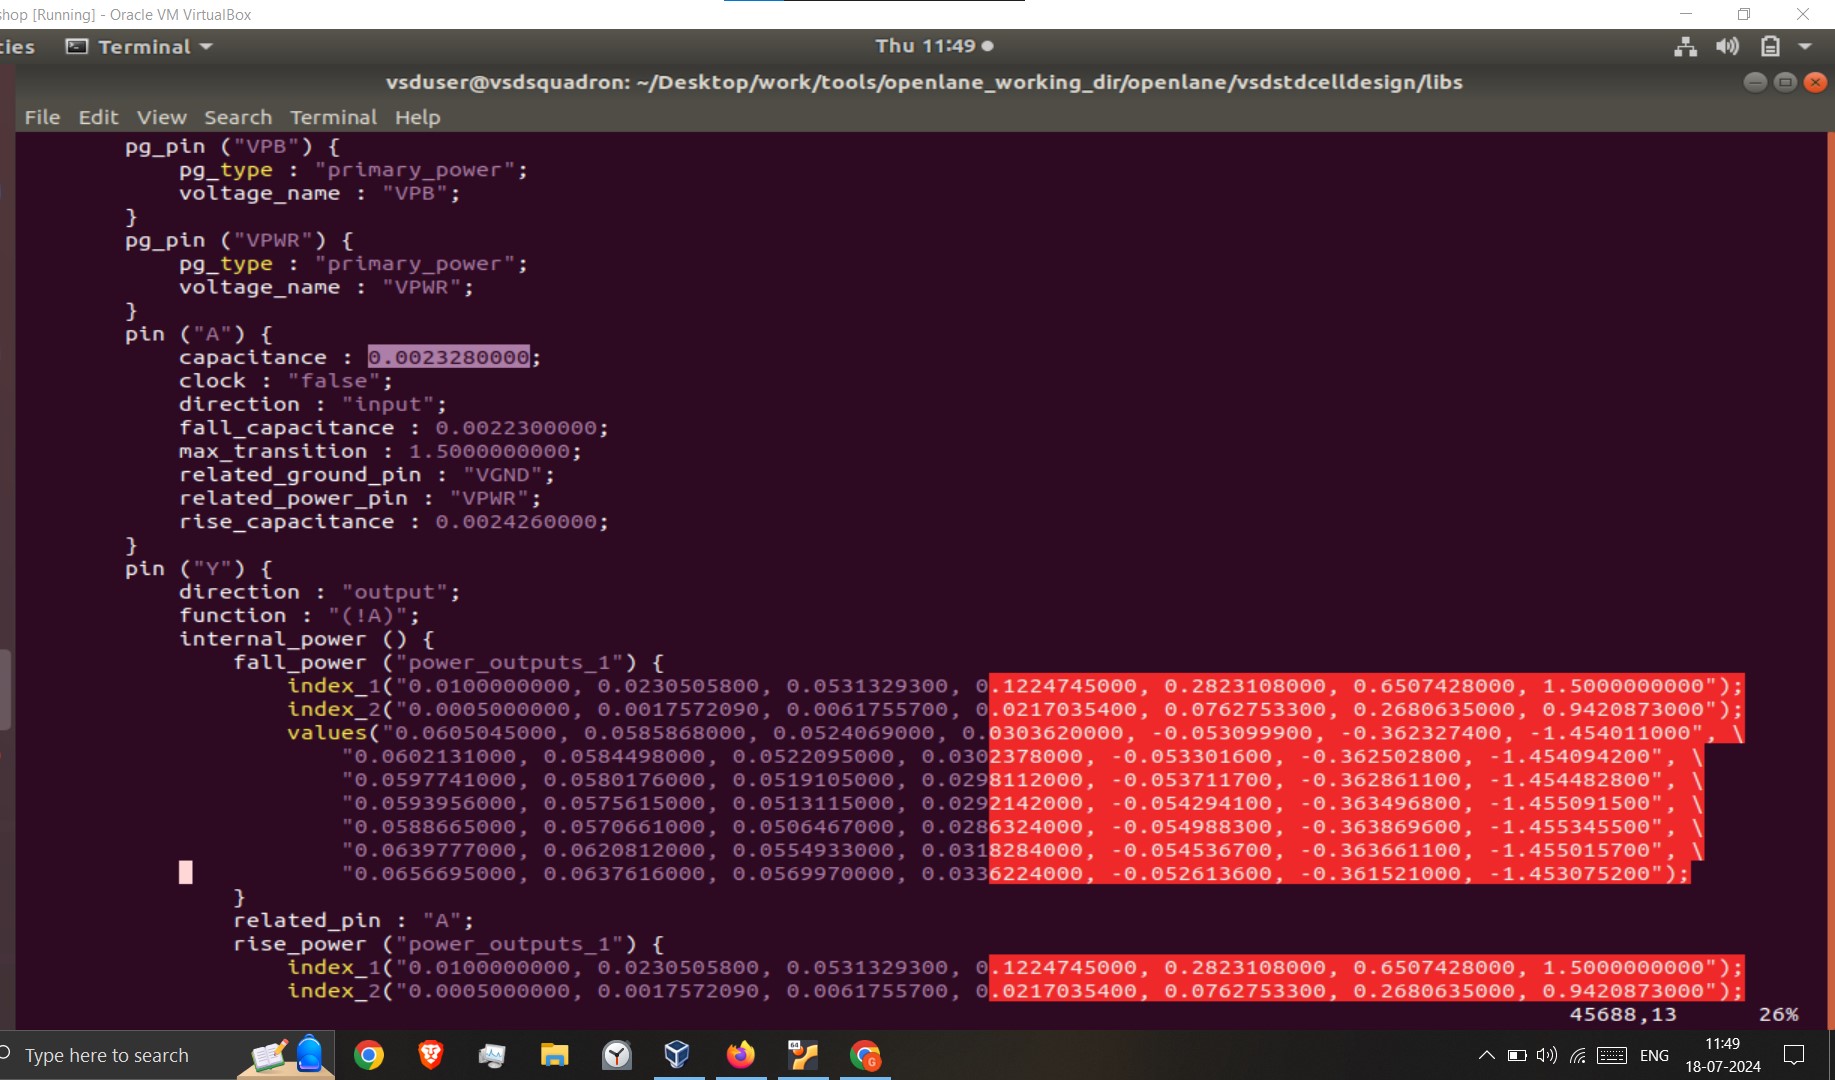 shop [Running] - Oracle VM VirtualBox
ties Terminal Thu 11:49
vsduser@vsdsquadron: ~/Desktop/work/tools/openlane_working_dir/openlane/vsdstdcelldesign/libs
File Edit View Search Terminal Help
pg_pin ("VPB") {
pg_type : "primary_power";
voltage_name : "VPB";
}
pg_pin ("VPWR") {
pg_type : "primary_power";
voltage_name : "VPWR";
}
pin ("A") {
capacitance : 0.0023280000;
clock : "false";
direction : "input";
fall_capacitance : 0.0022300000;
max_transition : 1.5000000000;
related_ground_pin : "VGND";
related_power_pin : "VPWR";
rise_capacitance : 0.0024260000;
}
pin ("Y") {
direction : "output";
function : "(!A)";
internal_power () {
fall_power ("power_outputs_1") {
index_1("0.0100000000, 0.0230505800, 0.0531329300, 0.1224745000, 0.2823108000, 0.6507428000, 1.5000000000");
index_2("0.0005000000, 0.0017572090, 0.0061755700, 0.0217035400, 0.0762753300, 0.2680635000, 0.9420873000");
values("0.0605045000, 0.0585868000, 0.0524069000, 0.0303620000, -0.053099900, -0.362327400, -1.454011000", \
"0.0602131000, 0.0584498000, 0.0522095000, 0.0302378000, -0.053301600, -0.362502800, -1.454094200", \
"0.0597741000, 0.0580176000, 0.0519105000, 0.0298112000, -0.053711700, -0.362861100, -1.454482800", \
"0.0593956000, 0.0575615000, 0.0513115000, 0.0292142000, -0.054294100, -0.363496800, -1.455091500", \
"0.0588665000, 0.0570661000, 0.0506467000, 0.0286324000, -0.054988300, -0.363869600, -1.455345500", \
"0.0639777000, 0.0620812000, 0.0554933000, 0.0318284000, -0.054536700, -0.363661100, -1.455015700", \
"0.0656695000, 0.0637616000, 0.0569970000, 0.0336224000, -0.052613600, -0.361521000, -1.453075200");
}
related_pin : "A";
rise_power ("power_outputs_1") {
index_1("0.0100000000, 0.0230505800, 0.0531329300, 0.1224745000, 0.2823108000, 0.6507428000, 1.5000000000");
index_2("0.0005000000, 0.0017572090, 0.0061755700, 0.0217035400, 0.0762753300, 0.2680635000, 0.9420873000");
45688,13 26%
Type here to search 64 G ENG 11:49
18-07-2024